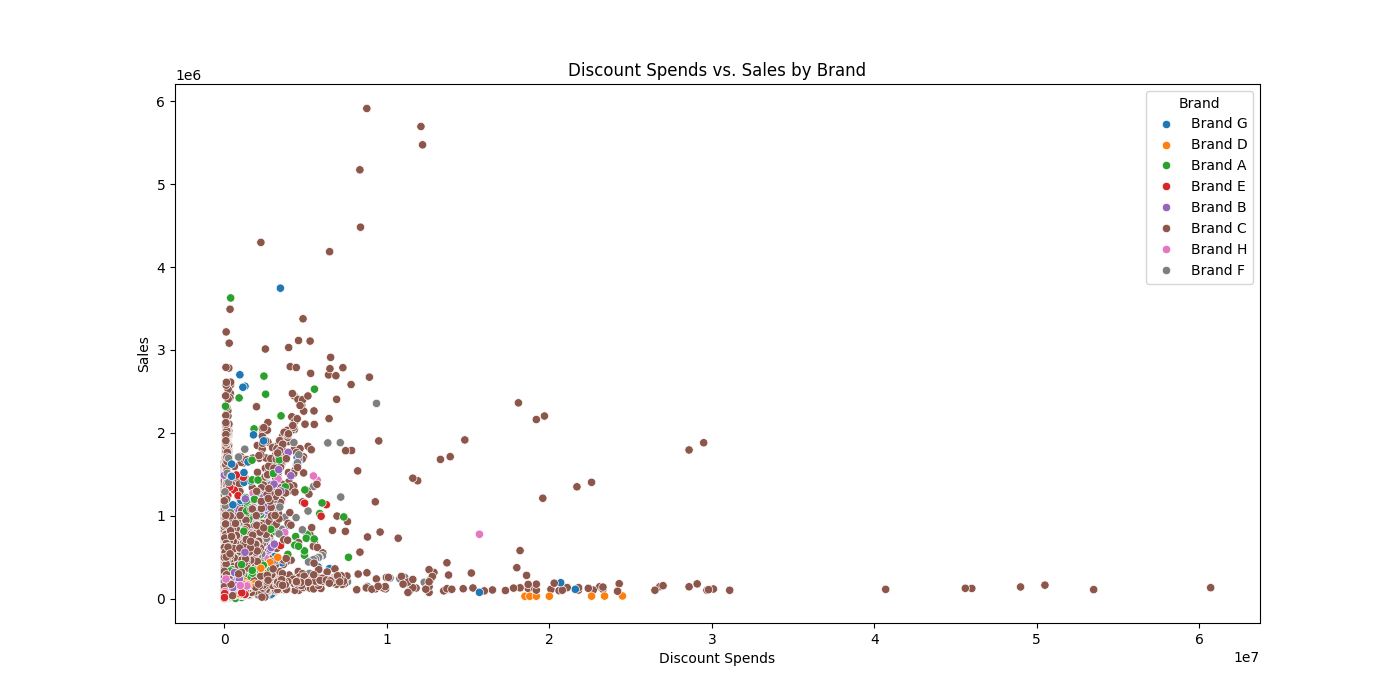 Discount Spends vs. Sales by Brand
1e6
6
5
4
3
2
1
0
Sales
0 1 2 3 4 5 6
1e7
Discount Spends
Brand
Brand G
Brand D
Brand A
Brand E
Brand B
Brand C
Brand H
Brand F